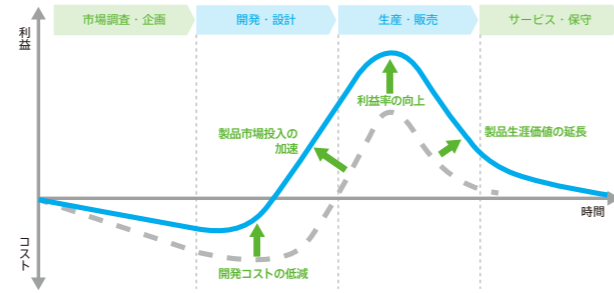 市場調査・企画
開発・設計
生産・販売
サービス・保守
利益
利益率の向上
製品市場投入の
加速
製品生涯価値の延長
時間
コスト
開発コストの低減